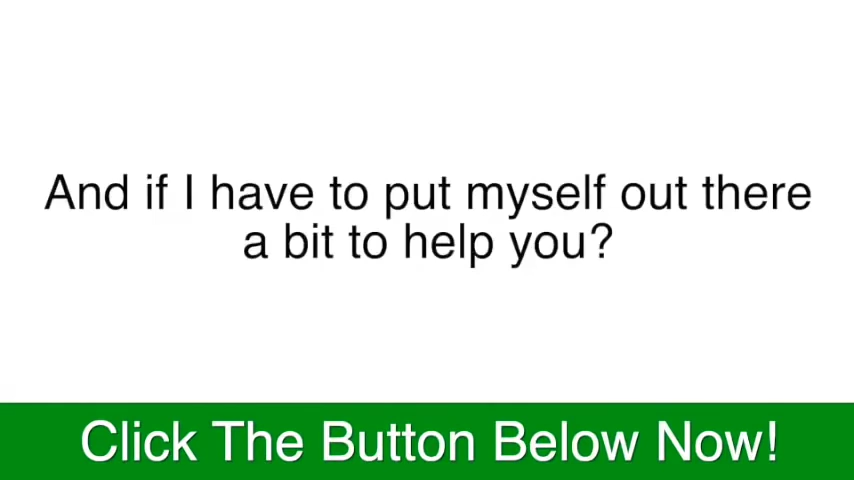 And if I have to put myself out there
a bit to help you?
Click The Button Below Now!